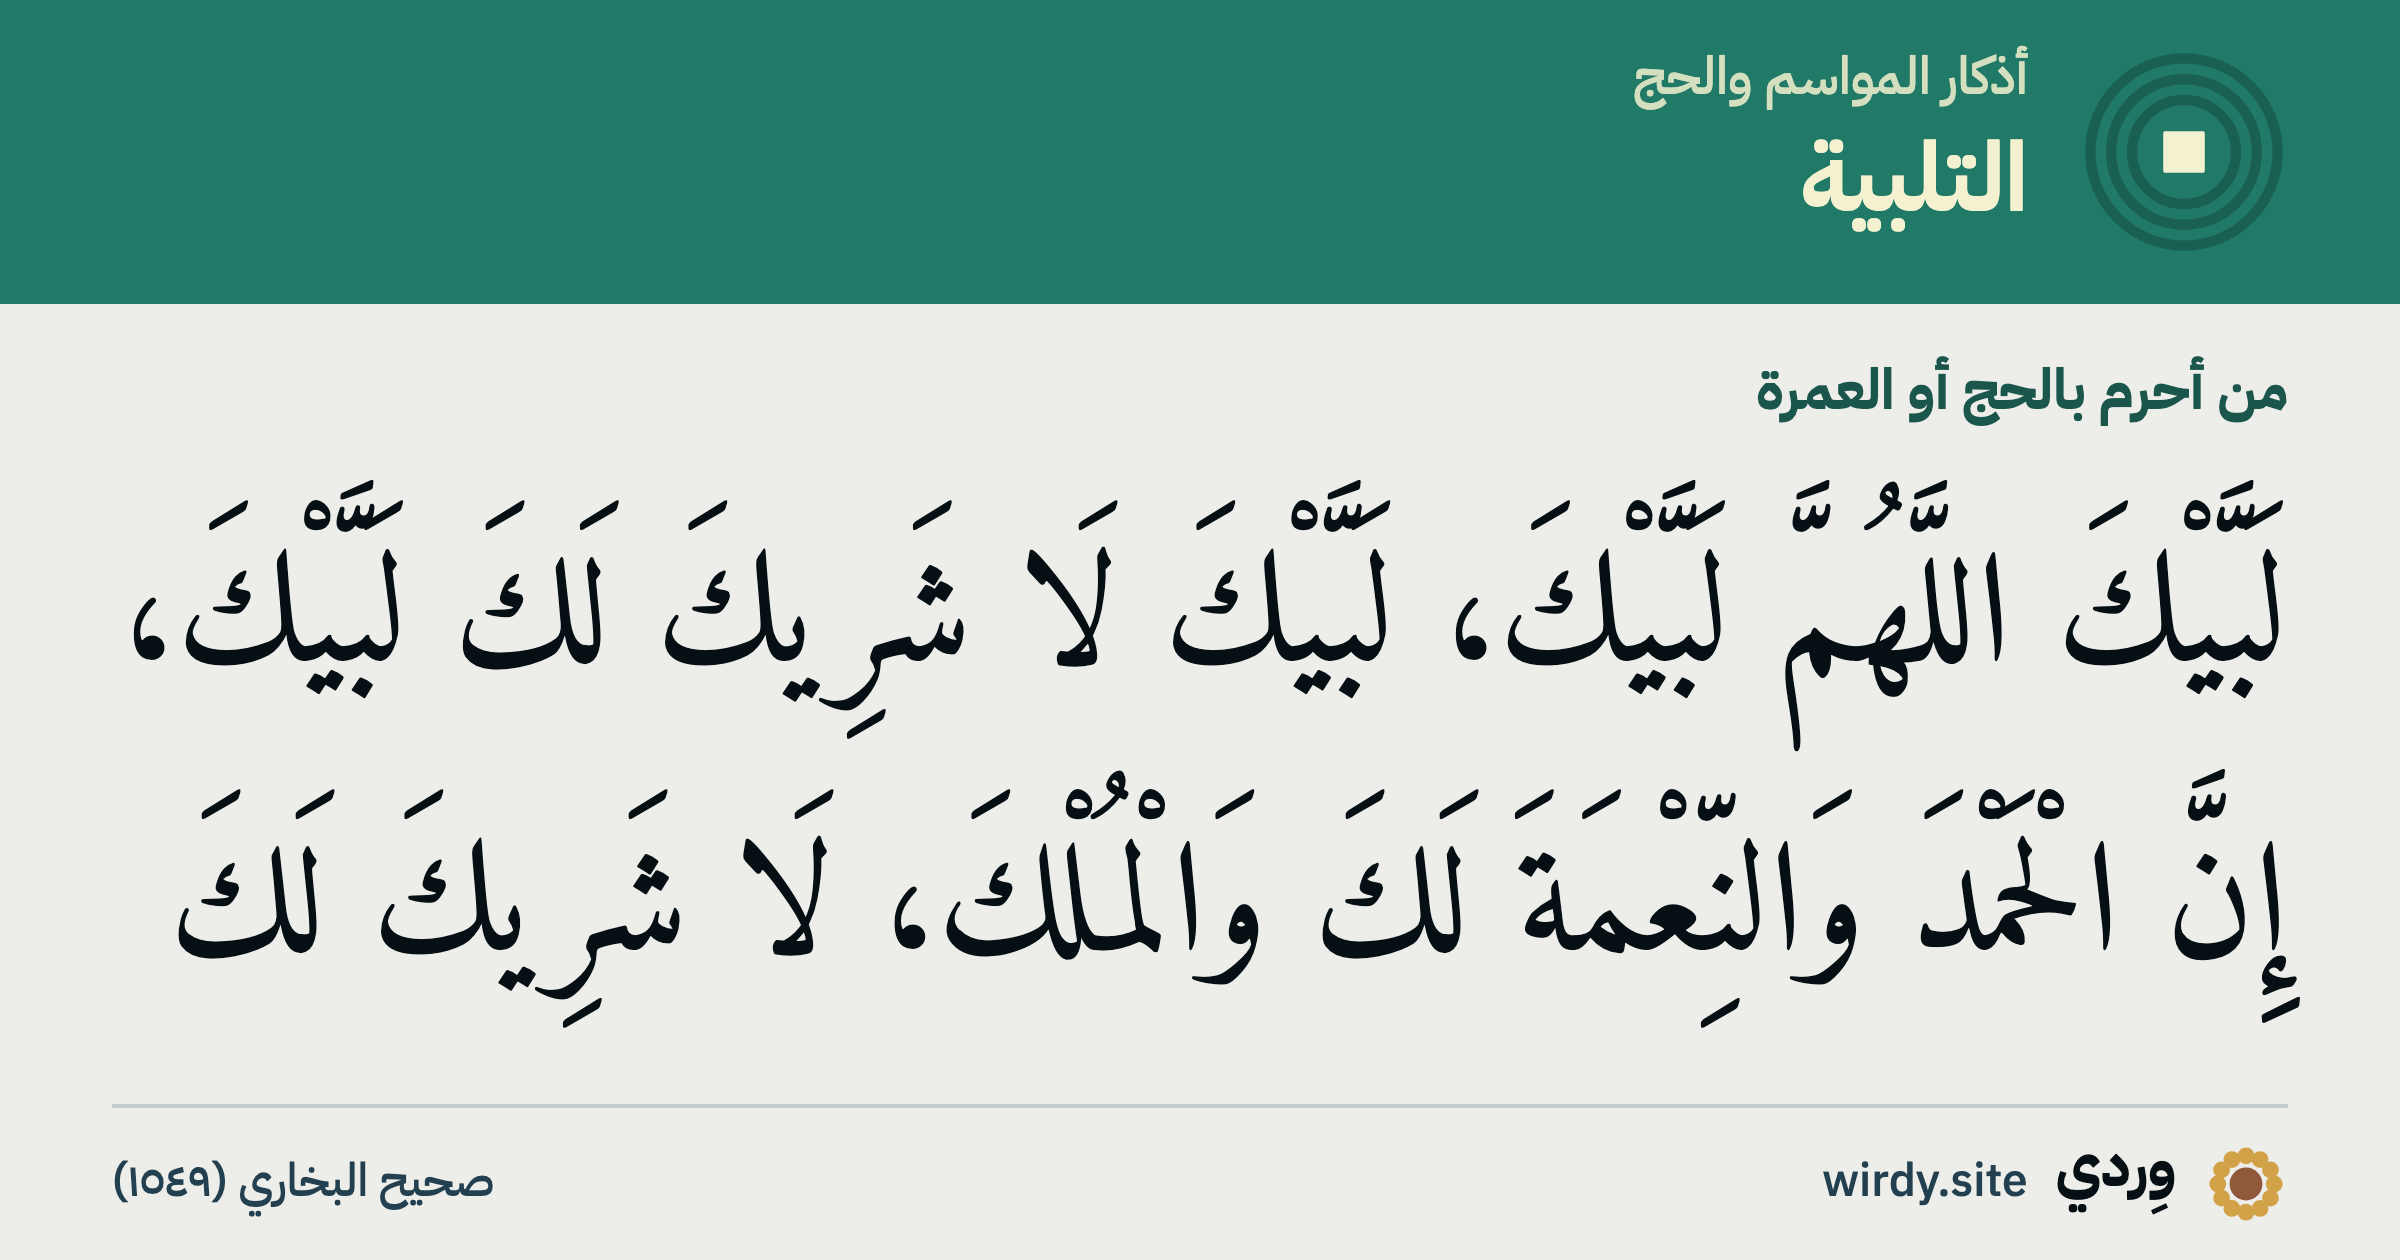 أذكار المواسم والحج
التلبية
من أحرم بالحج أو العمرة
لَبَّيْكَ اللَّهُمَّ لَبَّيْكَ، لَبَّيْكَ لَا شَرِيكَ لَكَ لَبَّيْكَ،
إِنَّ الْحَمْدَ وَالنِّعْمَةَ لَكَ وَالْمُلْكَ، لَا شَرِيكَ لَكَ
وِردي wirdy.site
صحيح البخاري (١٥٤٩)